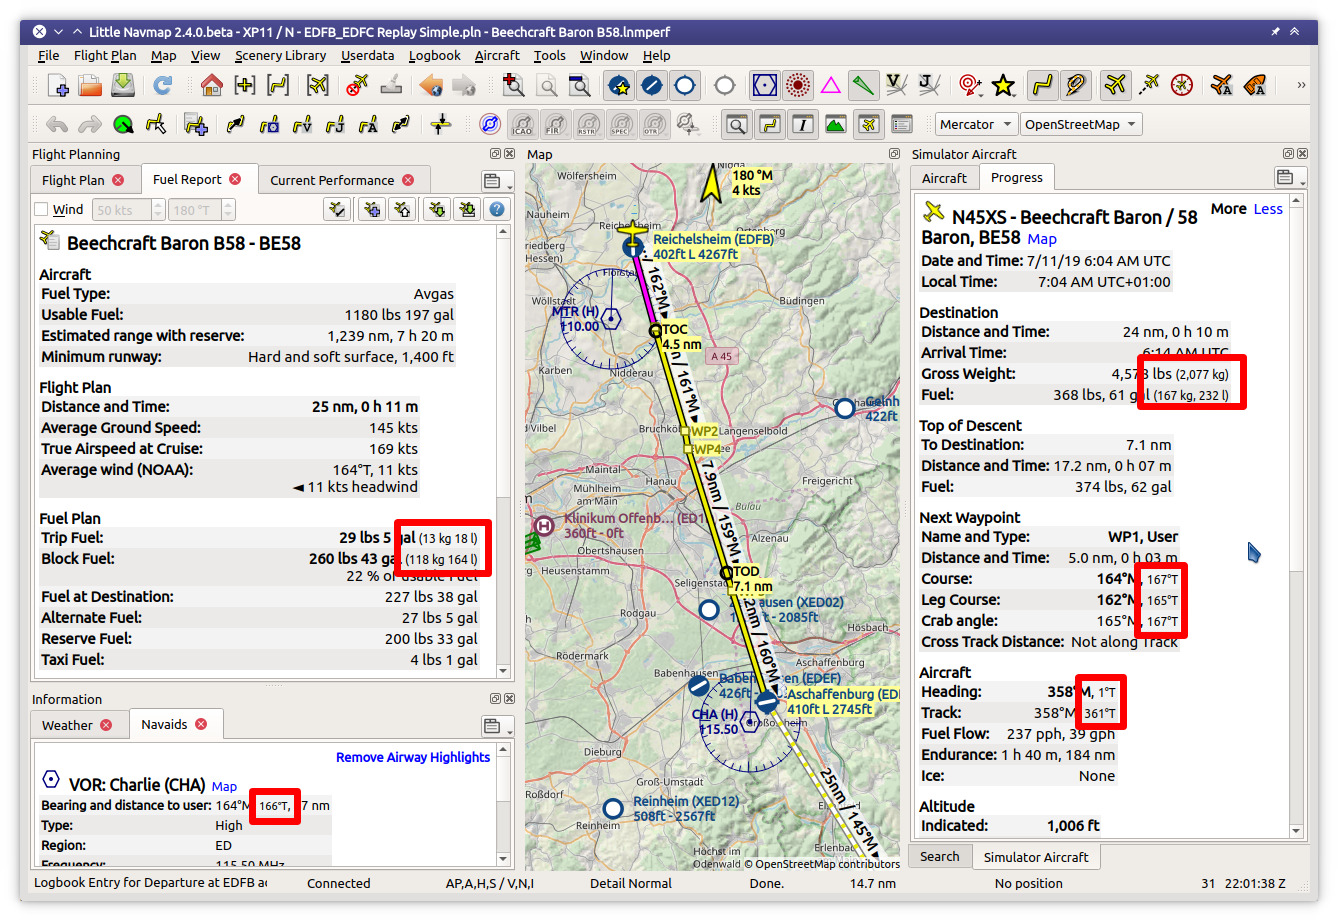 Little Navmap 2.4.0.beta - XP11 / N - EDFB_EDFC Replay Simple.pln - Beechcraft Baron B58.lnmperf
File Flight Plan Map View Scenery Library Userdata Logbook Aircraft Tools Window Help
ICAO FIR RSTR SPEC OTR
Mercator OpenStreetMap
Flight Planning
Flight Plan Fuel Report Current Performance
Wind 50 kts 180 °T
Beechcraft Baron B58 - BE58
Aircraft
Fuel Type: Avgas
Usable Fuel: 1180 lbs 197 gal
Estimated range with reserve: 1,239 nm, 7 h 20 m
Minimum runway: Hard and soft surface, 1,400 ft
Flight Plan
Distance and Time: 25 nm, 0 h 11 m
Average Ground Speed: 145 kts
True Airspeed at Cruise: 169 kts
Average wind (NOAA): 164°T, 11 kts
◄ 11 kts headwind
Fuel Plan
Trip Fuel: 29 lbs 5 gal (13 kg 18 l)
Block Fuel: 260 lbs 43 gal (118 kg 164 l)
22 % of usable Fuel
Fuel at Destination: 227 lbs 38 gal
Alternate Fuel: 27 lbs 5 gal
Reserve Fuel: 200 lbs 33 gal
Taxi Fuel: 4 lbs 1 gal
Information
Weather Navaids
Remove Airway Highlights
VOR: Charlie (CHA) Map
Bearing and distance to user: 164°M, 166°T, 7 nm
Type: High
Region: ED
Frequency: 115.50 MHz
Map
180 °M
4 kts
Nidda
Wölfersheim
Nauheim
Reichelsheim
Ortenberg
Reichelsheim (EDFB)
402ft L 4267ft
riedberg
Hessen)
Florstadt
162°M
Wöllstadt
MTR (H)
110.00
Büdingen
TOC
4.5 nm
A 45
Karben
Nidderau
161°M
Gelnh
422ft
d Vilbel
Bruchköbel
WP2
Langenselbold
WP4
Maintal
Hanau
7.9nm / 159°M
Freigericht
Mühlheim
am Main
Bulau
Klinikum Offenb... (ED1
360ft - 0ft
Alzenau
Obertshausen
Heusenstamm
TOD
7.1 nm
Seligenstadt
hausen (XED02)
2085ft
Rodgau
Hösbach
Rödermark
2nm / 160°M
Aschaffenburg
Babenhausen
Babenhausen (EDEF)
426ft
Aschaffenburg (EDF
410ft L 2745ft
CHA (H)
115.50
Großostheim
Dieburg
Groß-Umstadt
25nm / 145°M
Reinheim (XED12)
508ft - 2567ft
Reinheim
Höchst im
Odenwald
Erlenbach
© OpenStreetMap contributors
Simulator Aircraft
Aircraft Progress
N45XS - Beechcraft Baron / 58 More Less
Baron, BE58 Map
Date and Time: 7/11/19 6:04 AM UTC
Local Time: 7:04 AM UTC+01:00
Destination
Distance and Time: 24 nm, 0 h 10 m
Arrival Time: 6:14 AM UTC
Gross Weight: 4,578 lbs (2,077 kg)
Fuel: 368 lbs, 61 gal (167 kg, 232 l)
Top of Descent
To Destination: 7.1 nm
Distance and Time: 17.2 nm, 0 h 07 m
Fuel: 374 lbs, 62 gal
Next Waypoint
Name and Type: WP1, User
Distance and Time: 5.0 nm, 0 h 03 m
Course: 164°M, 167°T
Leg Course: 162°M, 165°T
Crab angle: 165°M, 167°T
Cross Track Distance: Not along Track
Aircraft
Heading: 358°M, 1°T
Track: 358°M, 361°T
Fuel Flow: 237 pph, 39 gph
Endurance: 1 h 40 m, 184 nm
Ice: None
Altitude
Indicated: 1,006 ft
Search Simulator Aircraft
Logbook Entry for Departure at EDFB ac Connected AP,A,H,S / V,N,I Detail Normal Done. 14.7 nm No position 31 22:01:38 Z